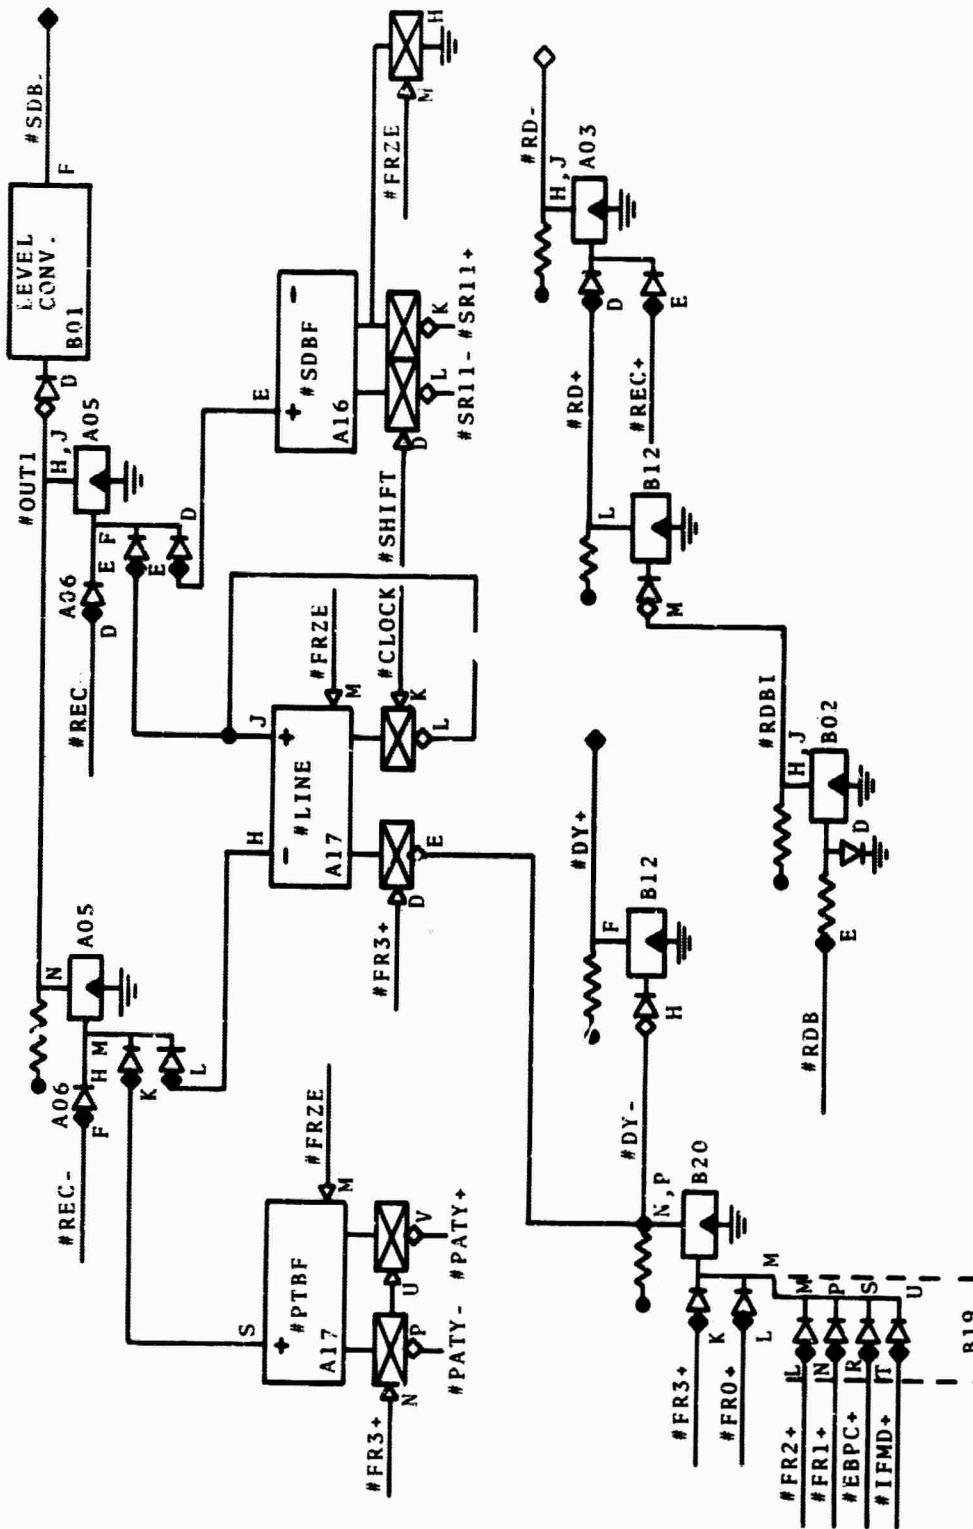 #SDB-
F
LEVEL
CONV.
B01
D
#OUT1
H,J
A05
A06
D
E
F
E
D
#REC-
N
A05
A06
F
H
M
K
L
#REC-
H
M
#FRZE
E
+
-
#SDBF
A16
D
L
K
#SR11-
#SR11+
#SHIFT
#CLOCK
K
L
#FRZE
M
J
+
-
H
#LINE
A17
D
E
#FR3+
#FRZE
M
S
+
#PTBF
A17
N
P
U
V
#FR3+
#PATY-
#PATY+
#RD-
H,J
A03
D
E
#RD+
#REC+
L
B12
M
#RDBI
H,J
B02
D
E
#RDB
#DY+
F
B12
H
#DY-
N,P
B20
M
K
L
#FR3+
#FR0+
#FR2+
#FR1+
#EBPC+
#IFMD+
L
N
R
T
M
P
S
U
B19